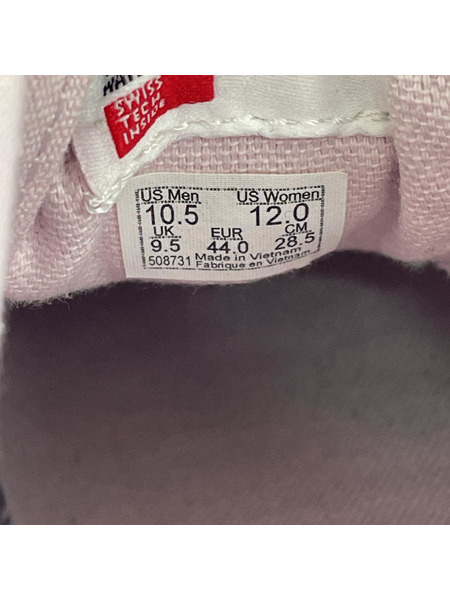 SWISS
TECH
INSIDE
US Men US Women
10.5 12.0
UK EUR CM
9.5 44.0 28.5
508731 Made in Vietnam
Fabrique en Vietnam